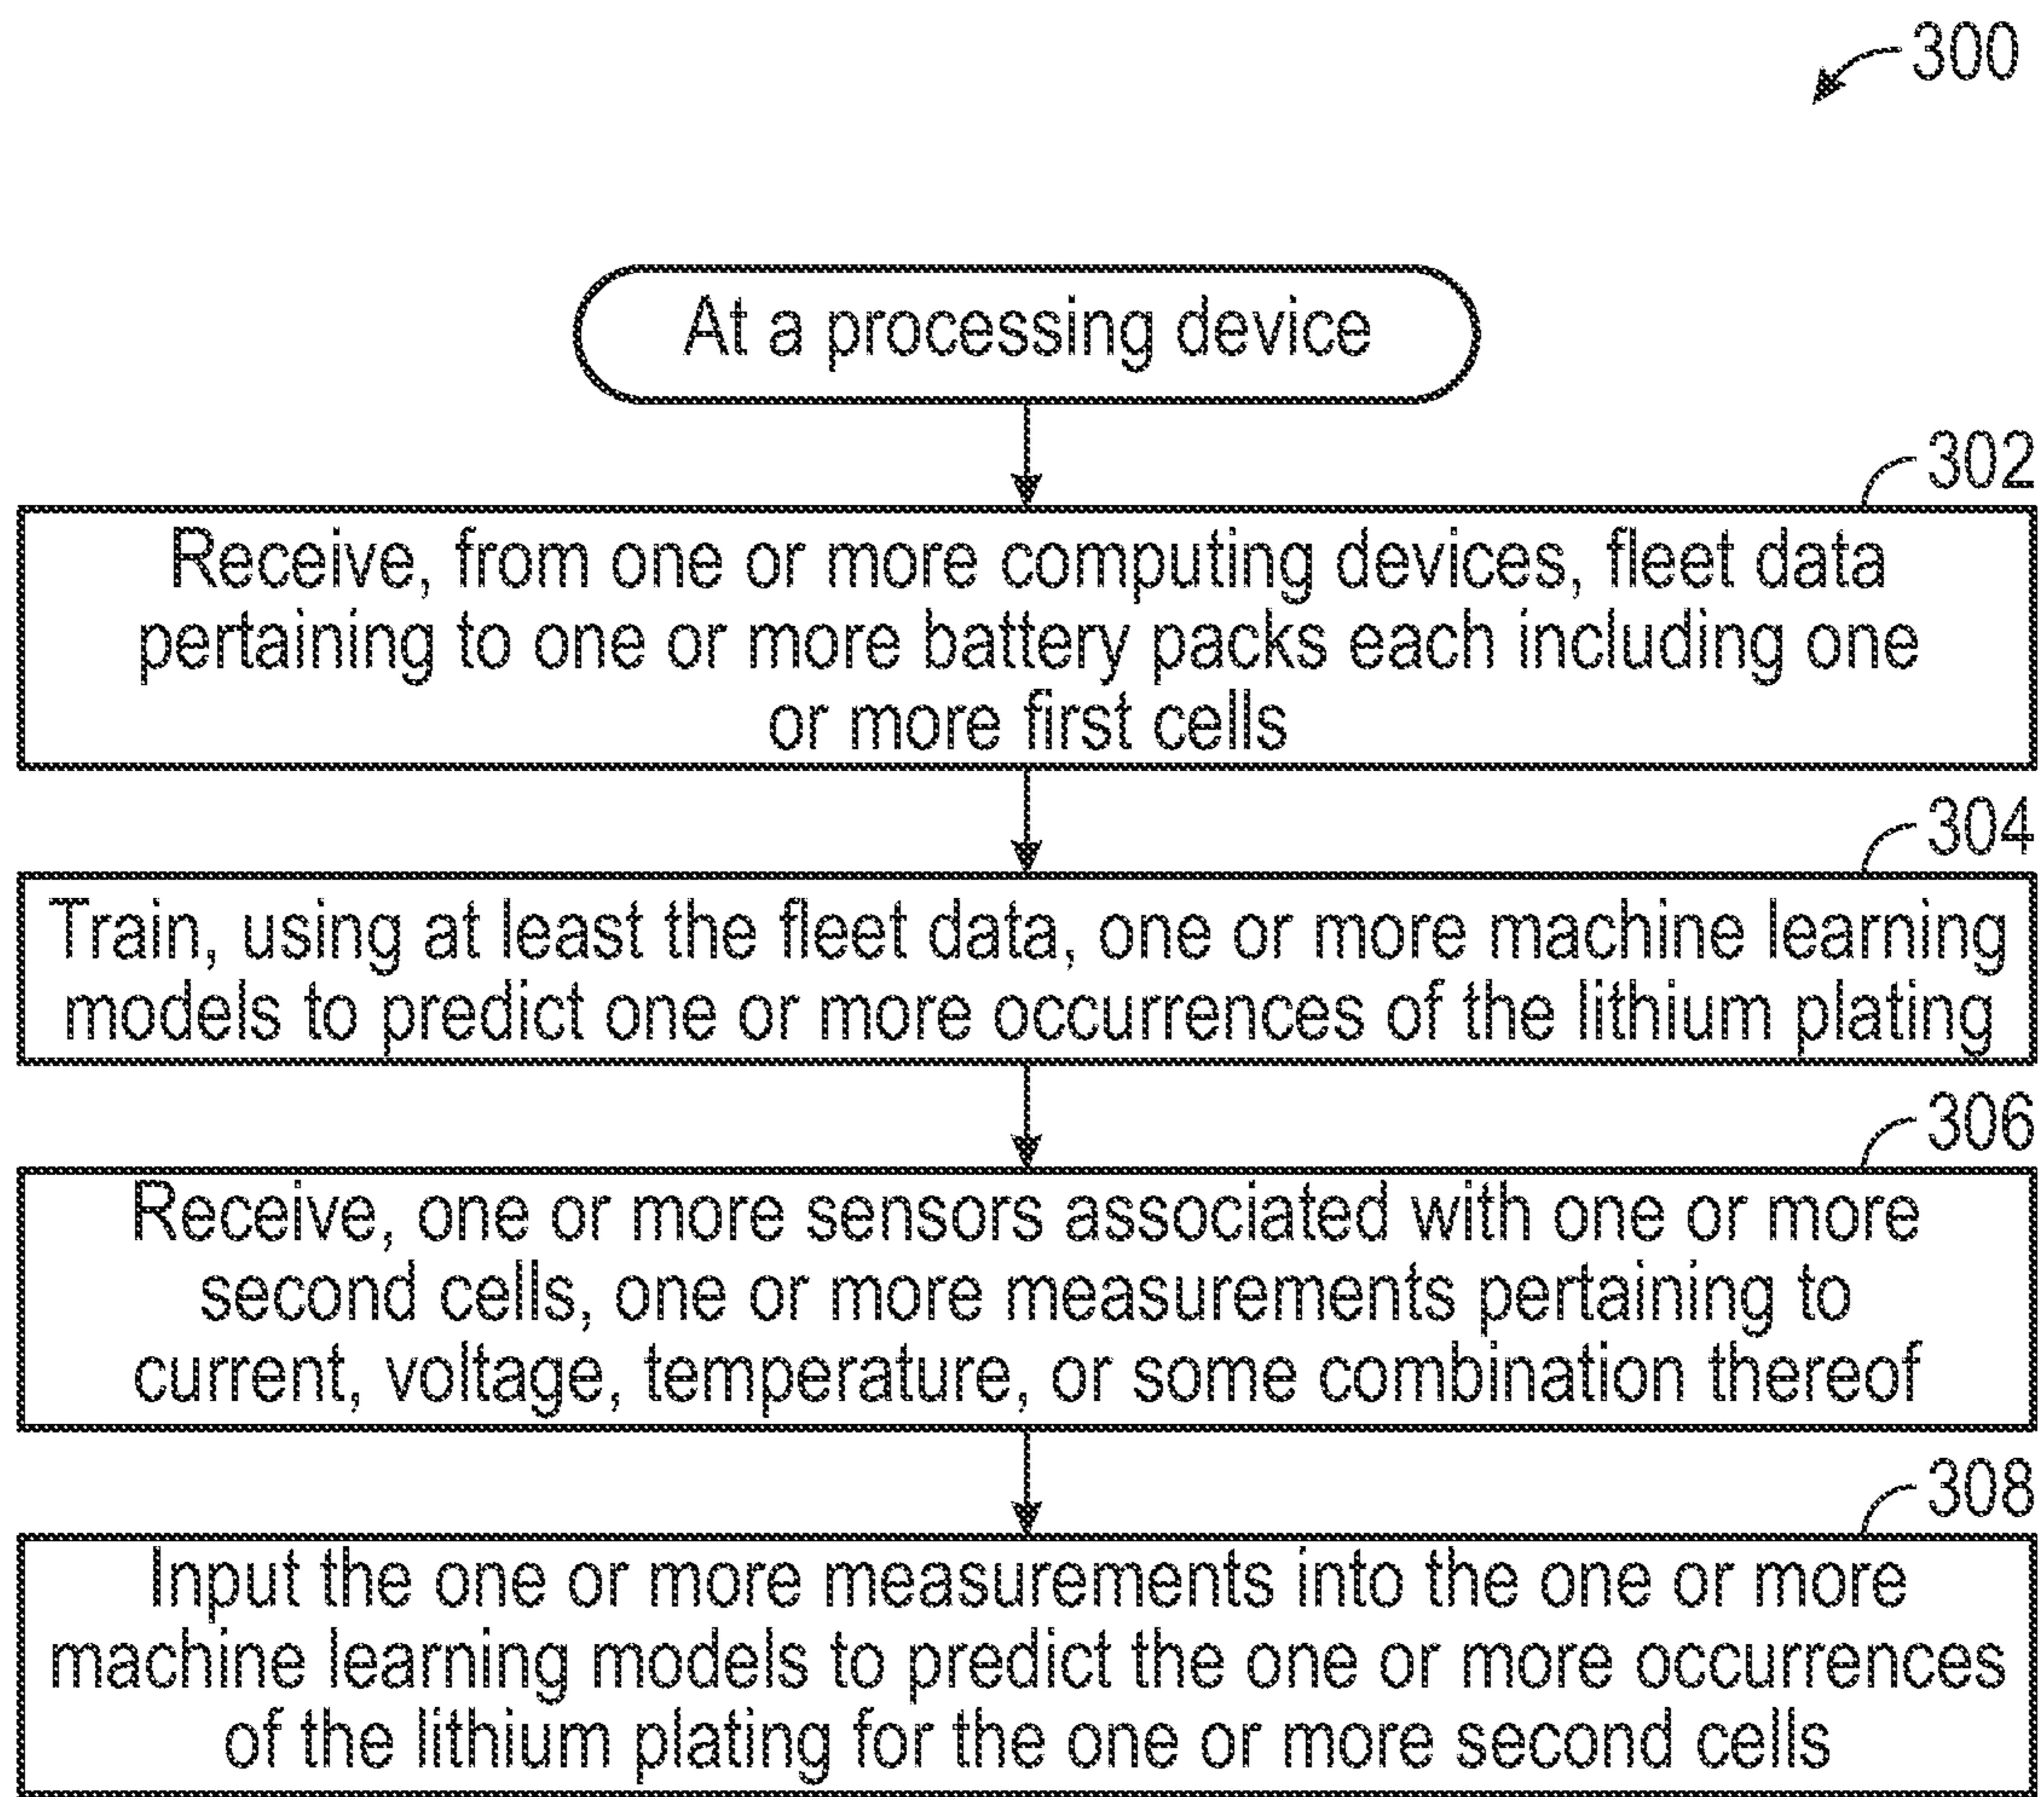 300
At a processing device
302
Receive, from one or more computing devices, fleet data
pertaining to one or more battery packs each including one
or more first cells
304
Train, using at least the fleet data, one or more machine learning
models to predict one or more occurrences of the lithium plating
306
Receive, one or more sensors associated with one or more
second cells, one or more measurements pertaining to
current, voltage, temperature, or some combination thereof
308
Input the one or more measurements into the one or more
machine learning models to predict the one or more occurrences
of the lithium plating for the one or more second cells